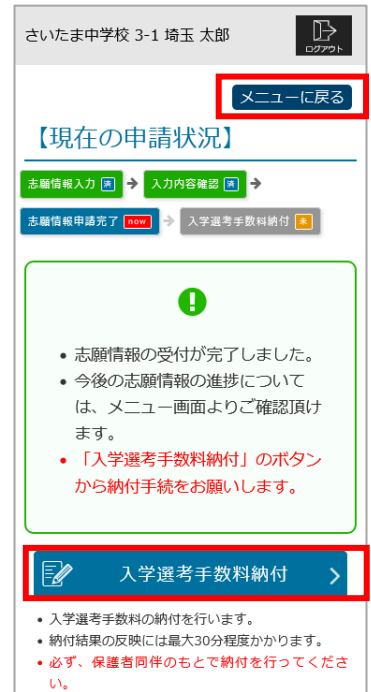 さいたま中学校 3-1 埼玉 太郎
ログアウト
メニューに戻る
【現在の申請状況】
志願情報入力 済 → 入力内容確認 済 →
志願情報申請完了 now → 入学選考手数料納付 未
• 志願情報の受付が完了しました。
• 今後の志願情報の進捗について
は、メニュー画面よりご確認頂け
ます。
• 「入学選考手数料納付」のボタン
から納付手続をお願いします。
入学選考手数料納付
• 入学選考手数料の納付を行います。
• 納付結果の反映には最大30分程度かかります。
• 必ず、保護者同伴のもとで納付を行ってくださ
い。